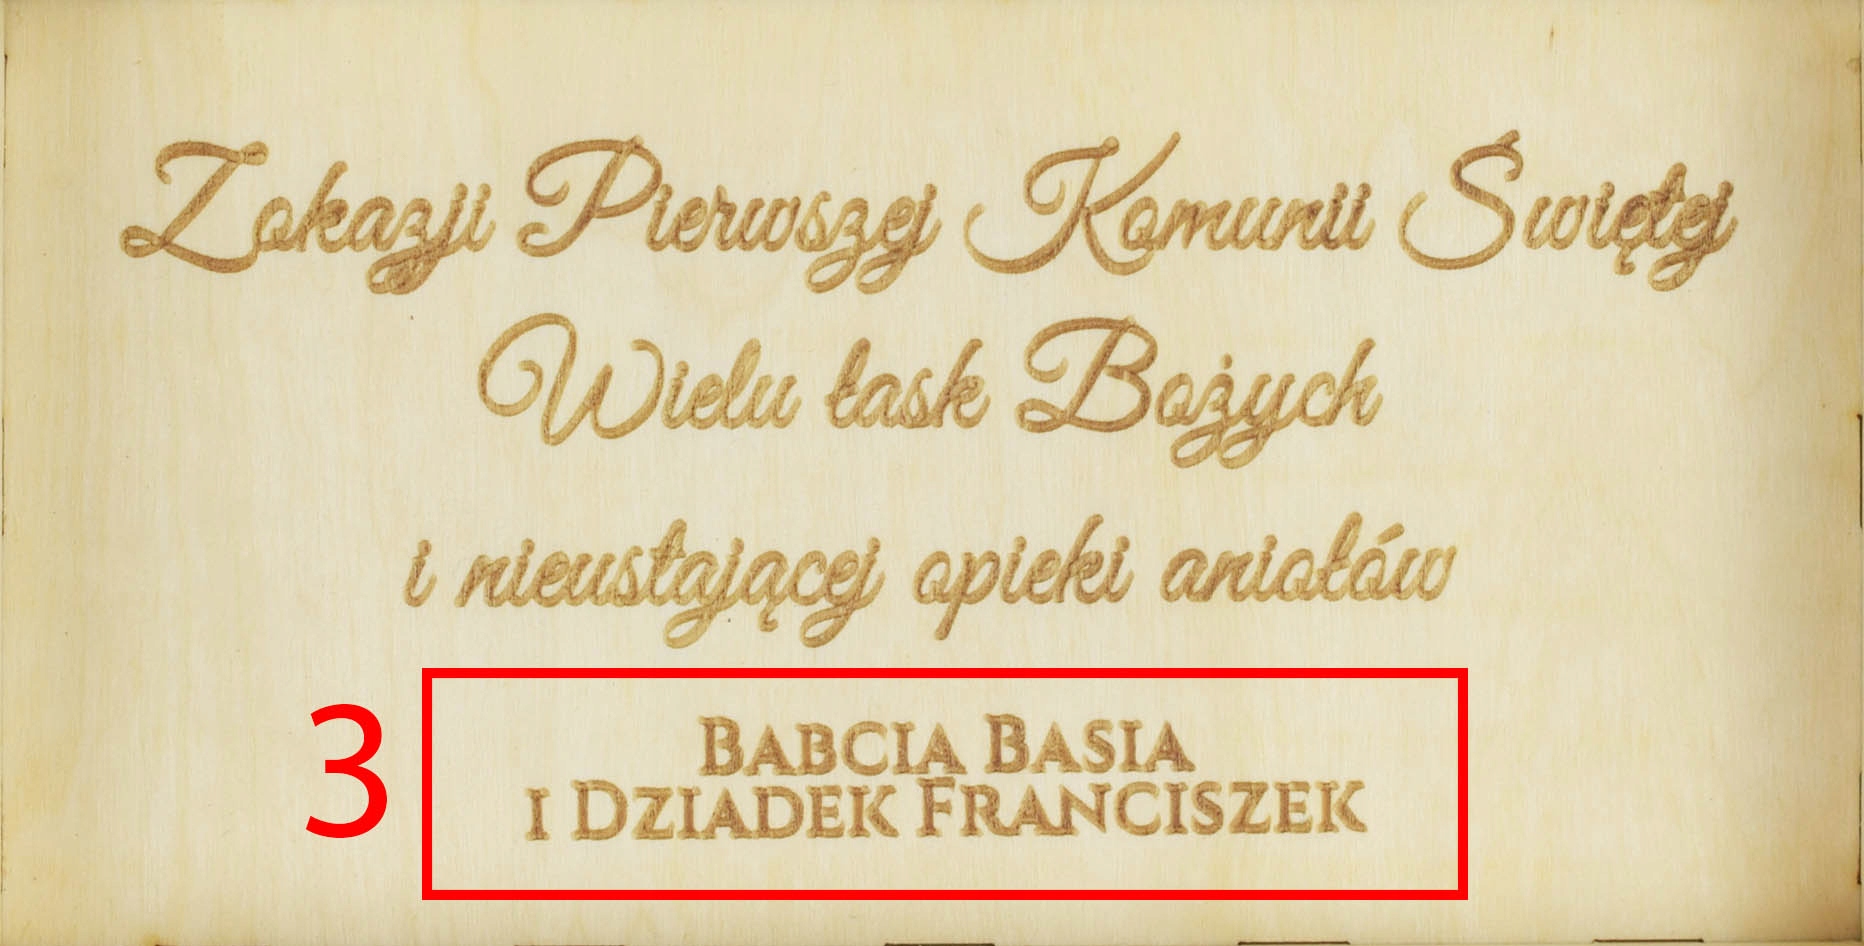 Z okazji Pierwszej Komunii Świętej
Wielu łask Bożych
i nieustającej opieki aniołów
3
Babcia Basia
i Dziadek Franciszek